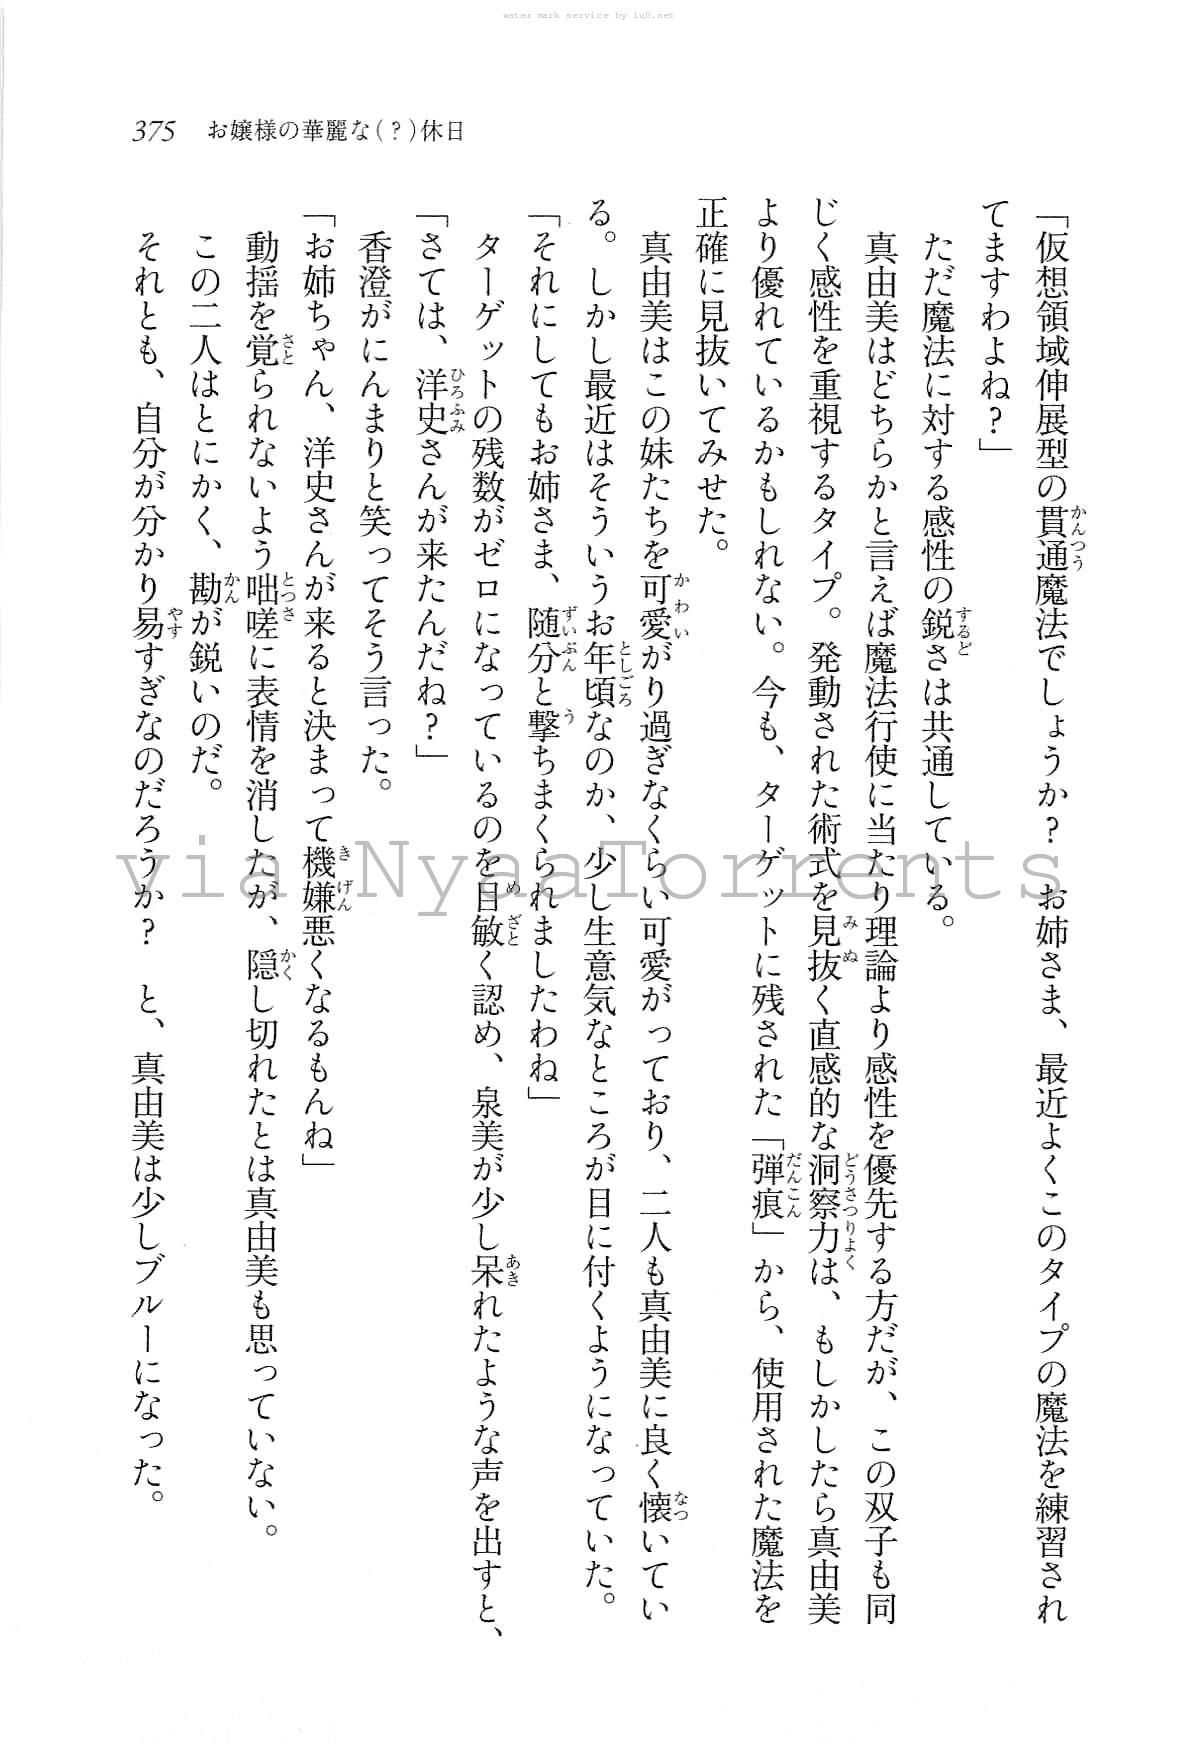 water mark service by lu0.net
375 お嬢様の華麗な(？)休日
「仮想領域伸展型の貫通魔法でしょうか？　お姉さま、最近よくこのタイプの魔法を練習され
てますわよね？」
　ただ魔法に対する感性の鋭さは共通している。
　真由美はどちらかと言えば魔法行使に当たり理論より感性を優先する方だが、この双子も同
じく感性を重視するタイプ。発動された術式を見抜く直感的な洞察力は、もしかしたら真由美
より優れているかもしれない。今も、ターゲットに残された「弾痕」から、使用された魔法を
正確に見抜いてみせた。
　真由美はこの妹たちを可愛がり過ぎなくらい可愛がっており、二人も真由美に良く懐いてい
る。しかし最近はそういうお年頃なのか、少し生意気なところが目に付くようになっていた。
「それにしてもお姉さま、随分と撃ちまくられましたわね」
　ターゲットの残数がゼロになっているのを目敏く認め、泉美が少し呆れたような声を出すと、
「さては、洋史さんが来たんだね？」
　香澄がにんまりと笑ってそう言った。
「お姉ちゃん、洋史さんが来ると決まって機嫌悪くなるもんね」
　動揺を覚られないよう咄嗟に表情を消したが、隠し切れたとは真由美も思っていない。
　この二人はとにかく、勘が鋭いのだ。
　それとも、自分が分かり易すぎなのだろうか？　と、真由美は少しブルーになった。
via NyaaTorrents